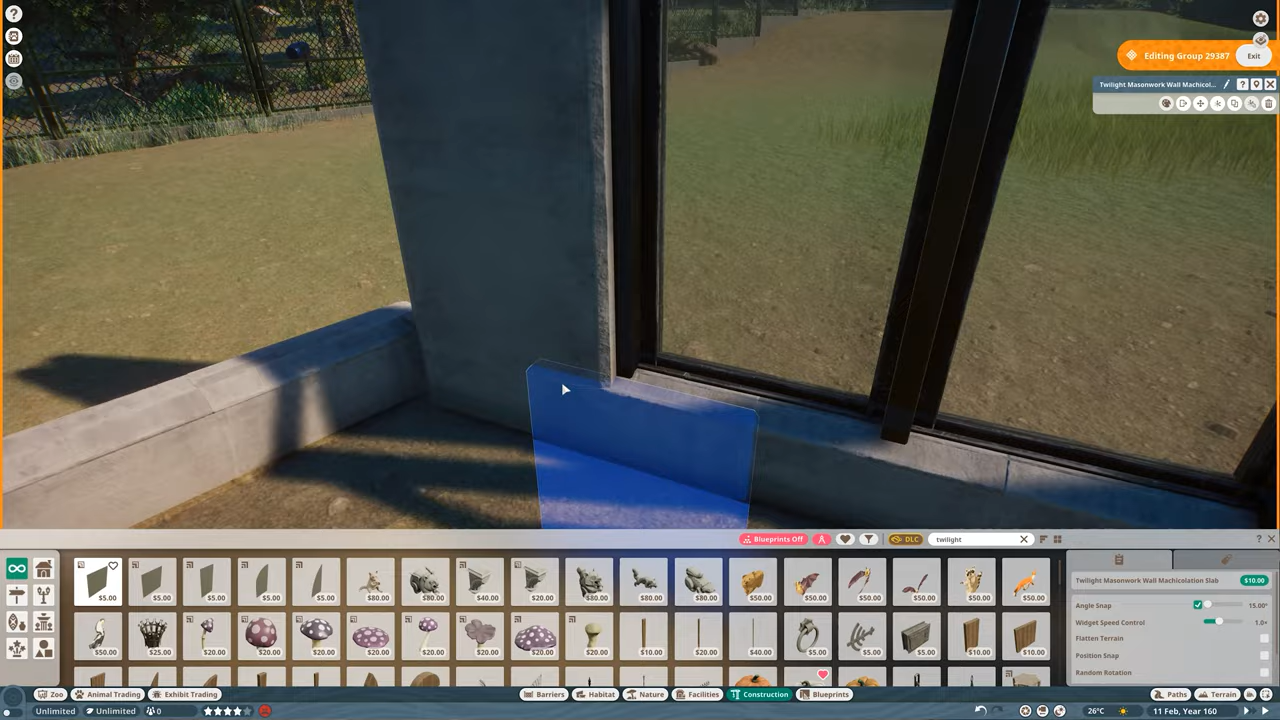 Editing Group 29387
Exit
Twilight Masonwork Wall Machicol...
Blueprints Off
DLC
twilight
$5.00 $5.00 $5.00 $5.00 $5.00 $80.00 $80.00 $40.00 $20.00 $80.00 $80.00 $80.00 $50.00 $50.00 $50.00 $50.00 $50.00 $50.00
$50.00 $25.00 $20.00 $20.00 $20.00 $20.00 $20.00 $20.00 $20.00 $20.00 $10.00 $20.00 $40.00 $20.00 $20.00 $5.00 $10.00 $10.00
Twilight Masonwork Wall Machicolation Slab $10.00
Angle Snap 15.00°
Widget Speed Control 1.0×
Flatten Terrain
Position Snap
Random Rotation
Zoo Animal Trading Exhibit Trading Barriers Habitat Nature Facilities Construction Blueprints Paths Terrain
Unlimited Unlimited 0 26°C 11 Feb, Year 160